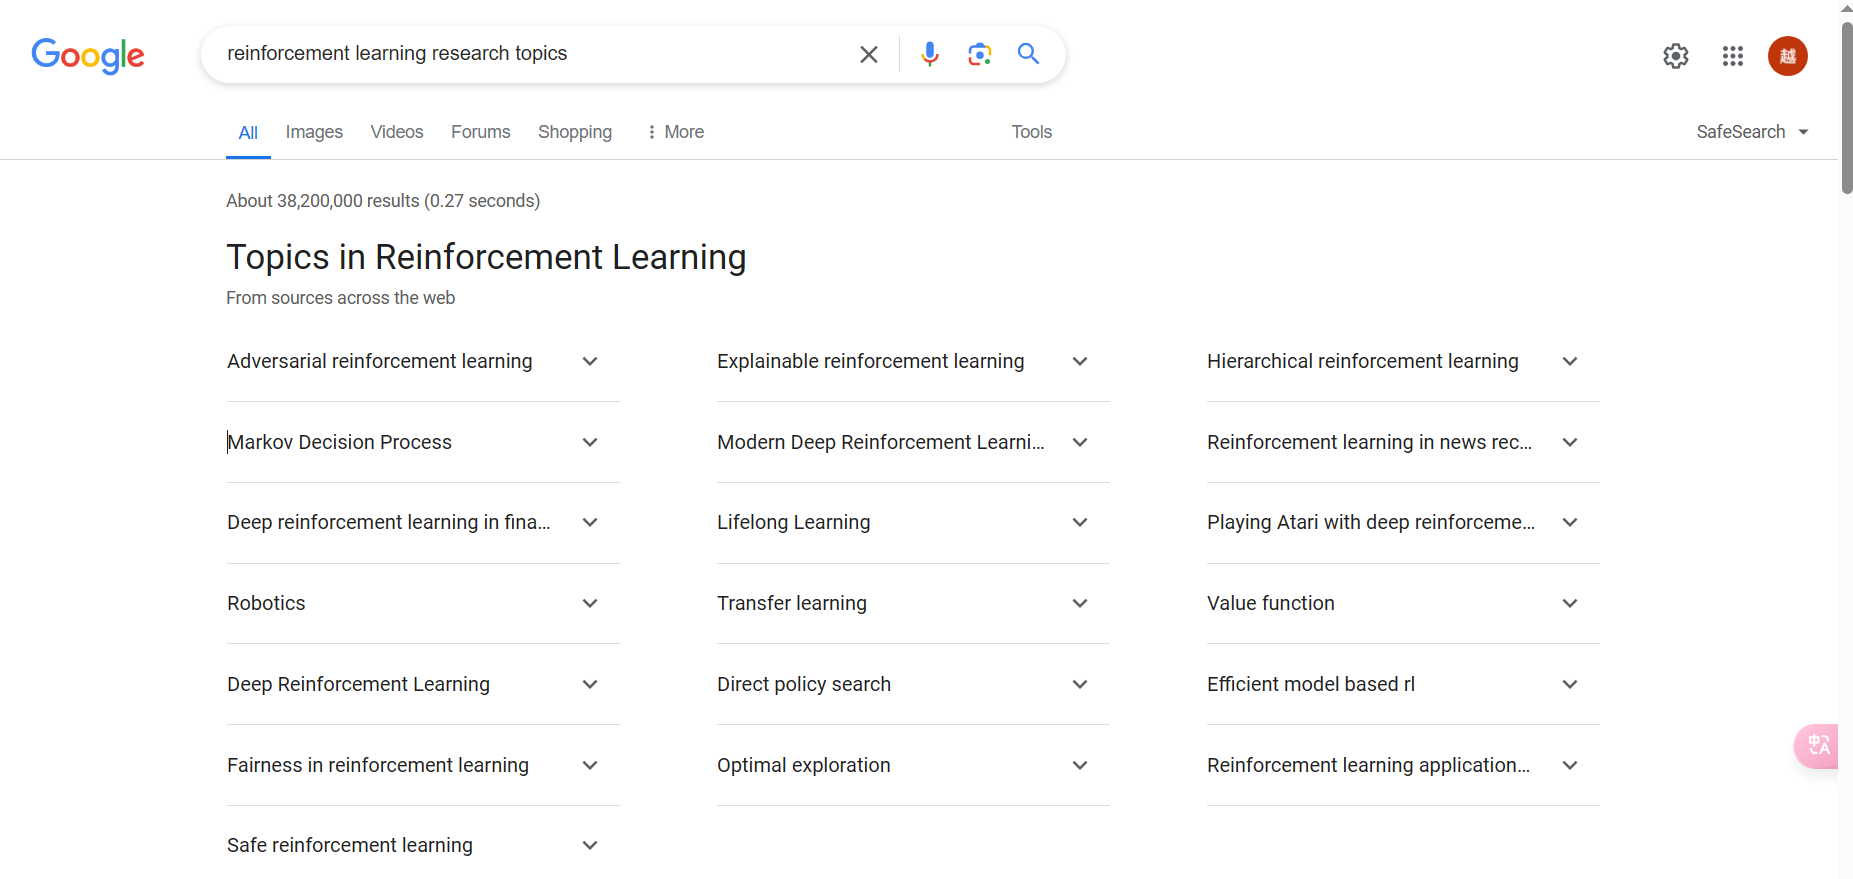 Google
reinforcement learning research topics
越
All Images Videos Forums Shopping More Tools SafeSearch
About 38,200,000 results (0.27 seconds)
Topics in Reinforcement Learning
From sources across the web
Adversarial reinforcement learning
Explainable reinforcement learning
Hierarchical reinforcement learning
Markov Decision Process
Modern Deep Reinforcement Learni...
Reinforcement learning in news rec...
Deep reinforcement learning in fina...
Lifelong Learning
Playing Atari with deep reinforceme...
Robotics
Transfer learning
Value function
Deep Reinforcement Learning
Direct policy search
Efficient model based rl
中A
Fairness in reinforcement learning
Optimal exploration
Reinforcement learning application...
Safe reinforcement learning